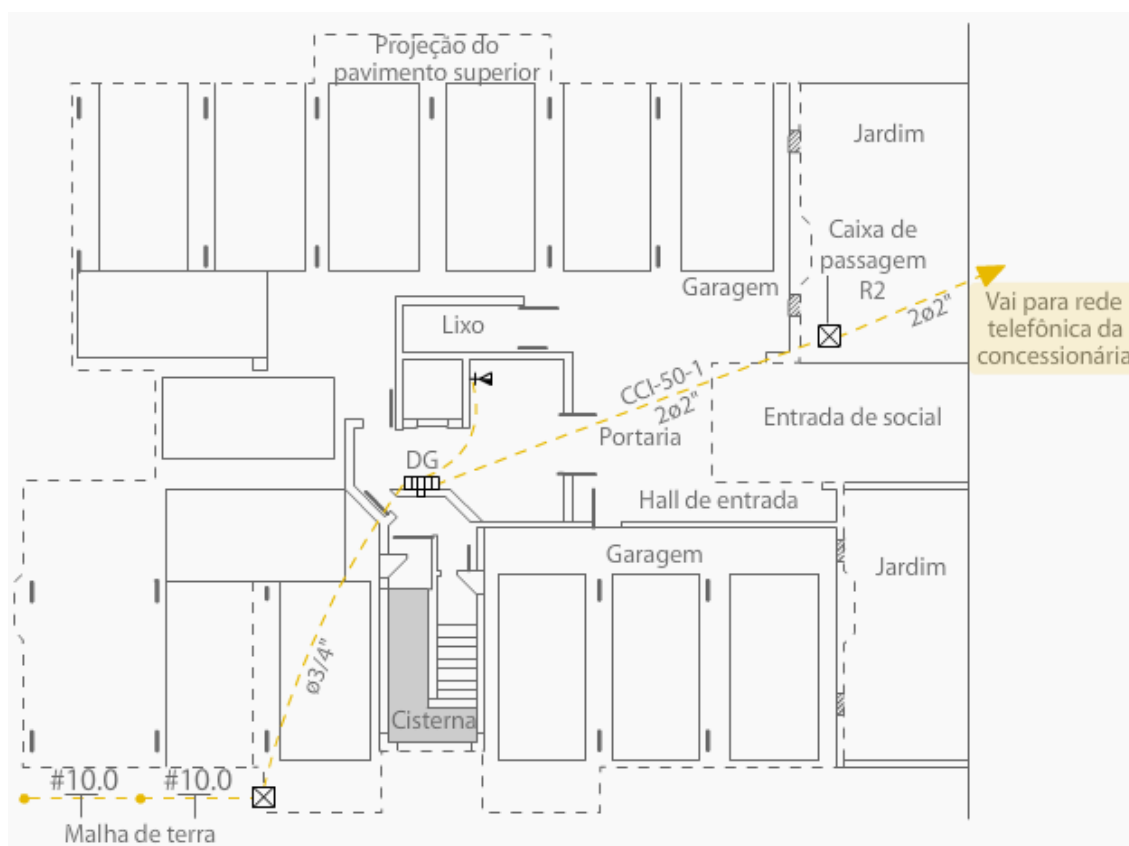 Projeção do
pavimento superior
Jardim
Caixa de
passagem
R2
Garagem
2ø2"
Vai para rede
telefônica da
concessionária
Lixo
CCI-50-1
2ø2"
Entrada de social
Portaria
DG
Hall de entrada
Garagem
Jardim
ø3/4"
Cisterna
#10.0
#10.0
Malha de terra